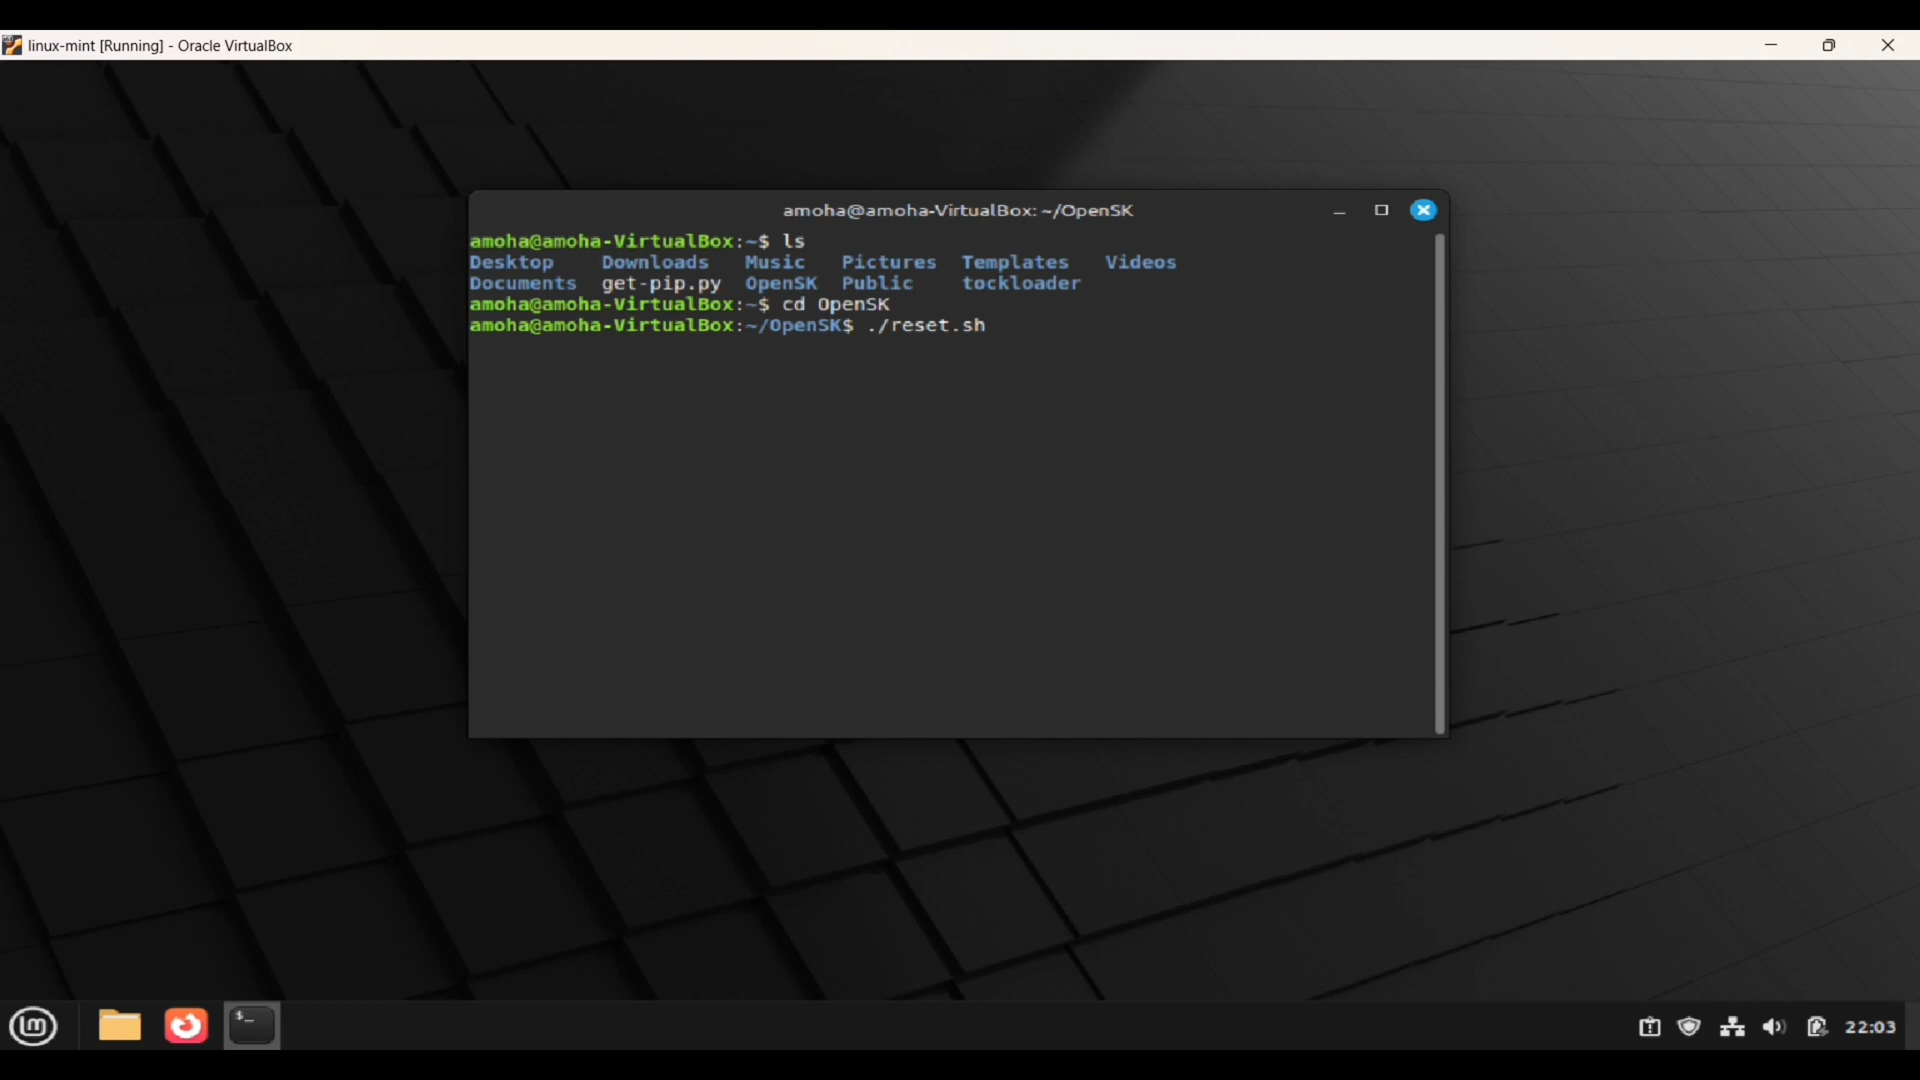 linux-mint [Running] - Oracle VirtualBox
amoha@amoha-VirtualBox: ~/OpenSK
amoha@amoha-VirtualBox:~$ ls
Desktop Downloads Music Pictures Templates Videos
Documents get-pip.py OpenSK Public tockloader
amoha@amoha-VirtualBox:~$ cd OpenSK
amoha@amoha-VirtualBox:~/OpenSK$ ./reset.sh
$_
22:03